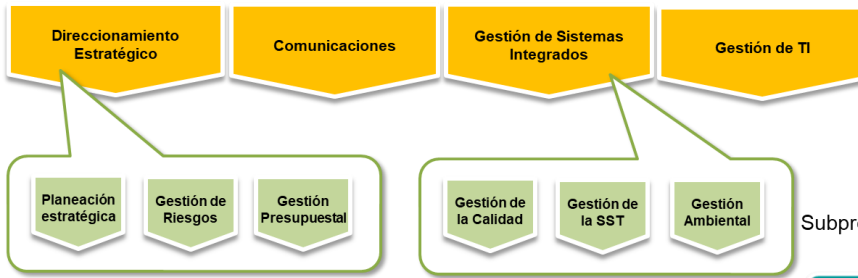 Direccionamiento
Estratégico
Comunicaciones
Gestión de Sistemas
Integrados
Gestión de TI
Planeación
estratégica
Gestión de
Riesgos
Gestión
Presupuestal
Gestión de
la Calidad
Gestión de
la SST
Gestión
Ambiental
Subpr